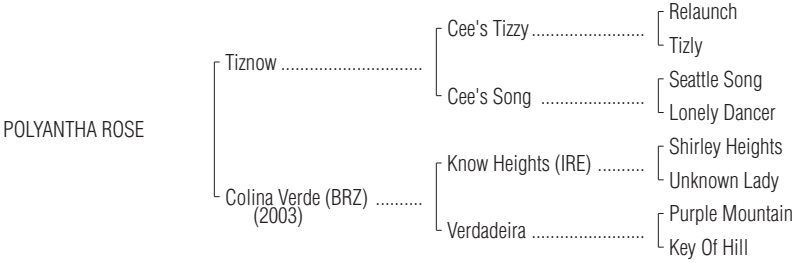 Relaunch
Cee's Tizzy ........................
Tizly
Tiznow ..............................
Seattle Song
Cee's Song ......................
Lonely Dancer
POLYANTHA ROSE
Shirley Heights
Know Heights (IRE) ..........
Unknown Lady
Colina Verde (BRZ) ..........
(2003)
Purple Mountain
Verdadeira ........................
Key Of Hill